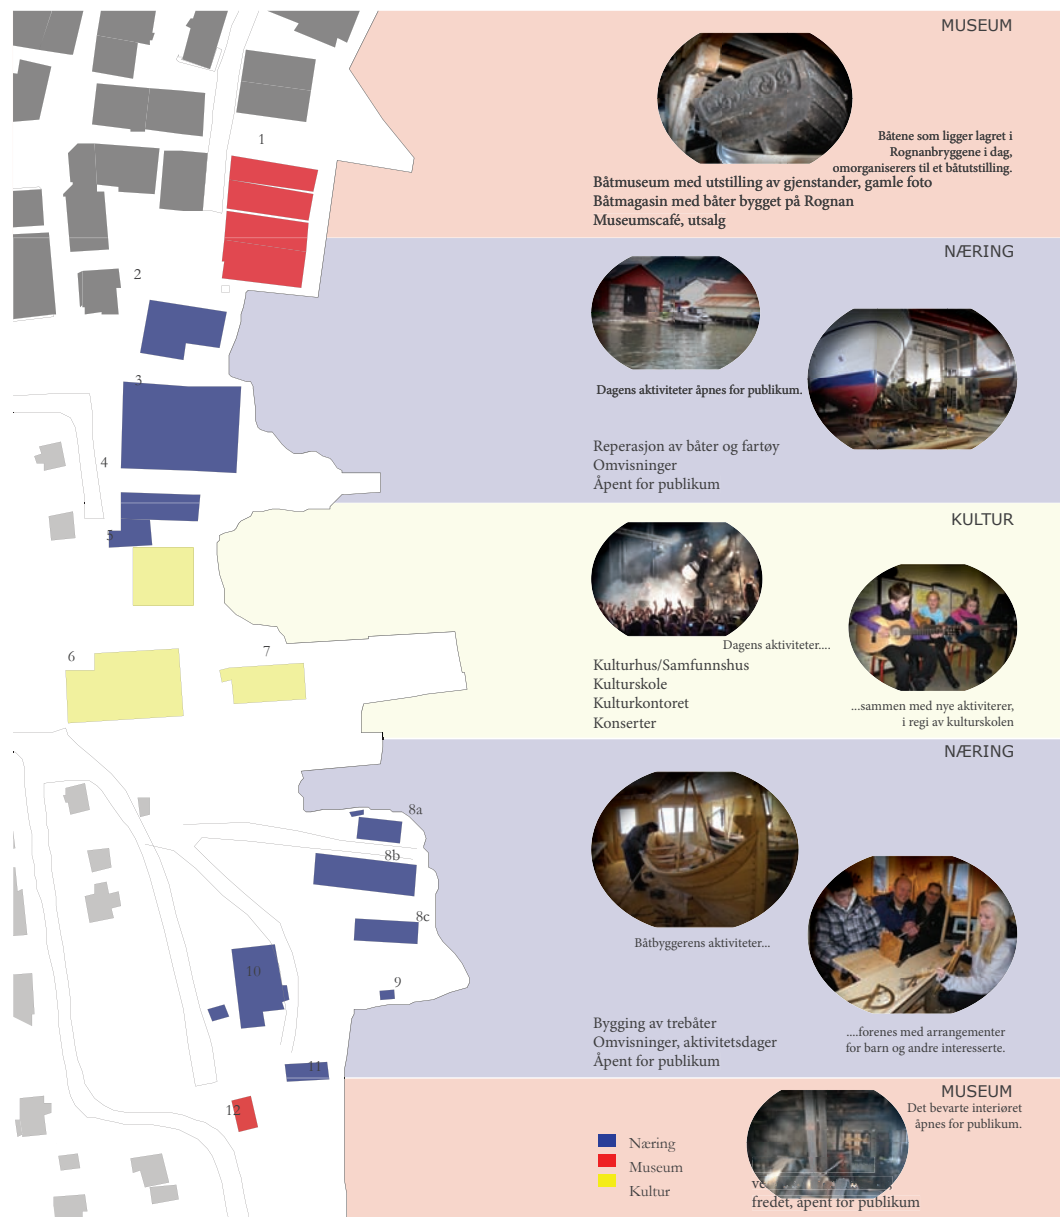 MUSEUM
Båtene som ligger lagret i
Rognanbryggene i dag,
omorganiserers til et båtutstilling.
Båtmuseum med utstilling av gjenstander, gamle foto
Båtmagasin med båter bygget på Rognan
Museumscafé, utsalg
1
NÆRING
2
3
Dagens aktiviteter åpnes for publikum.
Reperasjon av båter og fartøy
Omvisninger
Åpent for publikum
4
5
KULTUR
Dagens aktiviteter....
6
7
Kulturhus/Samfunnshus
Kulturskole
Kulturkontoret
Konserter
...sammen med nye aktiviterer,
i regi av kulturskolen
NÆRING
8a
8b
8c
Båtbyggerens aktiviteter...
10
9
Bygging av trebåter
Omvisninger, aktivitetsdager
Åpent for publikum
....forenes med arrangementer
for barn og andre interesserte.
11
12
MUSEUM
Det bevarte interiøret
åpnes for publikum.
Næring
Museum
Kultur
fredet, åpent for publikum